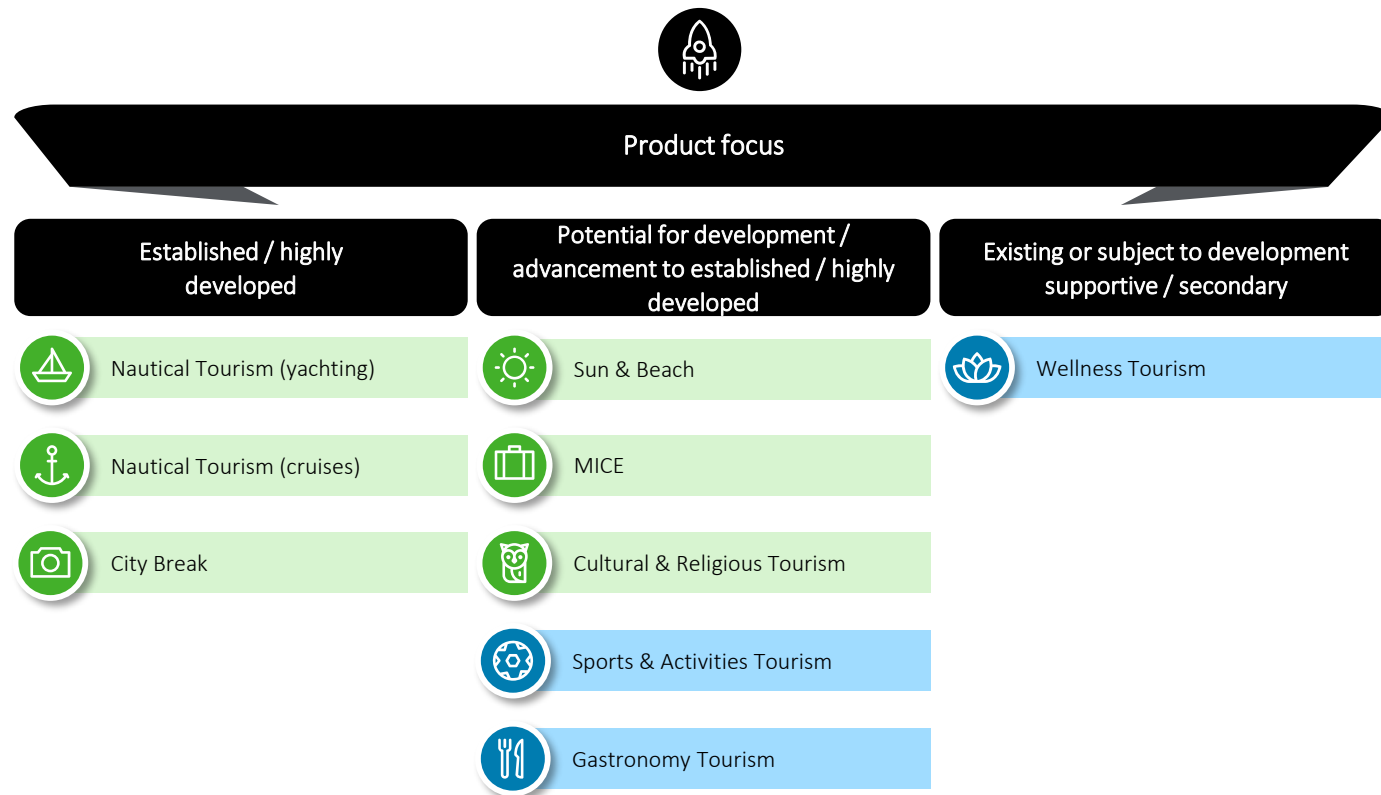 Product focus
Established / highly
developed
Nautical Tourism (yachting)
Nautical Tourism (cruises)
City Break
Potential for development /
advancement to established / highly
developed
Sun & Beach
MICE
Cultural & Religious Tourism
Sports & Activities Tourism
Gastronomy Tourism
Existing or subject to development
supportive / secondary
Wellness Tourism